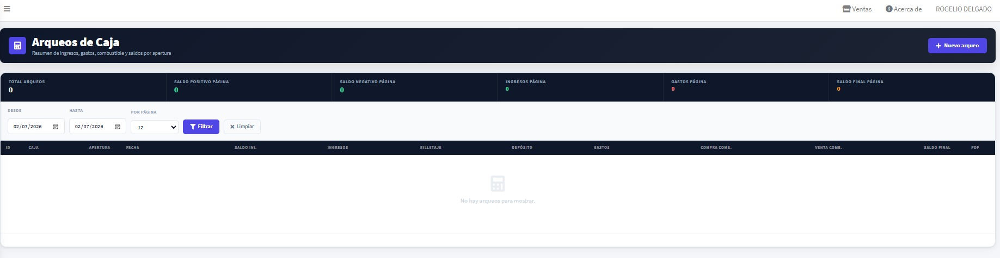 Ventas Acerca de ROGELIO DELGADO
Arqueos de Caja
Resumen de ingresos, gastos, combustible y saldos por apertura
Nuevo arqueo
TOTAL ARQUEOS SALDO POSITIVO PÁGINA SALDO NEGATIVO PÁGINA INGRESOS PÁGINA GASTOS PÁGINA SALDO FINAL PÁGINA
0 0 0 0 0 0
DESDE HASTA POR PÁGINA
02/07/2026 02/07/2026 12 Filtrar Limpiar
ID CAJA APERTURA FECHA SALDO INI. INGRESOS BILLETAJE DEPÓSITO GASTOS COMPRA COMB. VENTA COMB. SALDO FINAL PDF
No hay arqueos para mostrar.